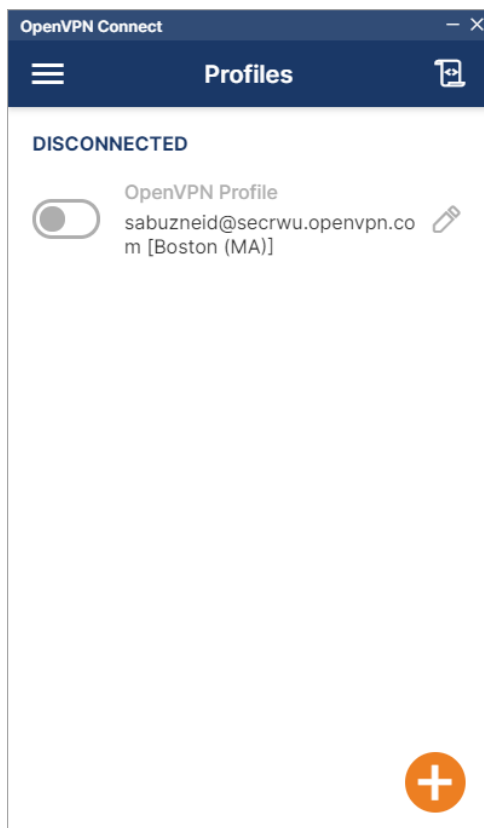 OpenVPN Connect
Profiles
DISCONNECTED
OpenVPN Profile
sabuzneid@secrwu.openvpn.co
m [Boston (MA)]